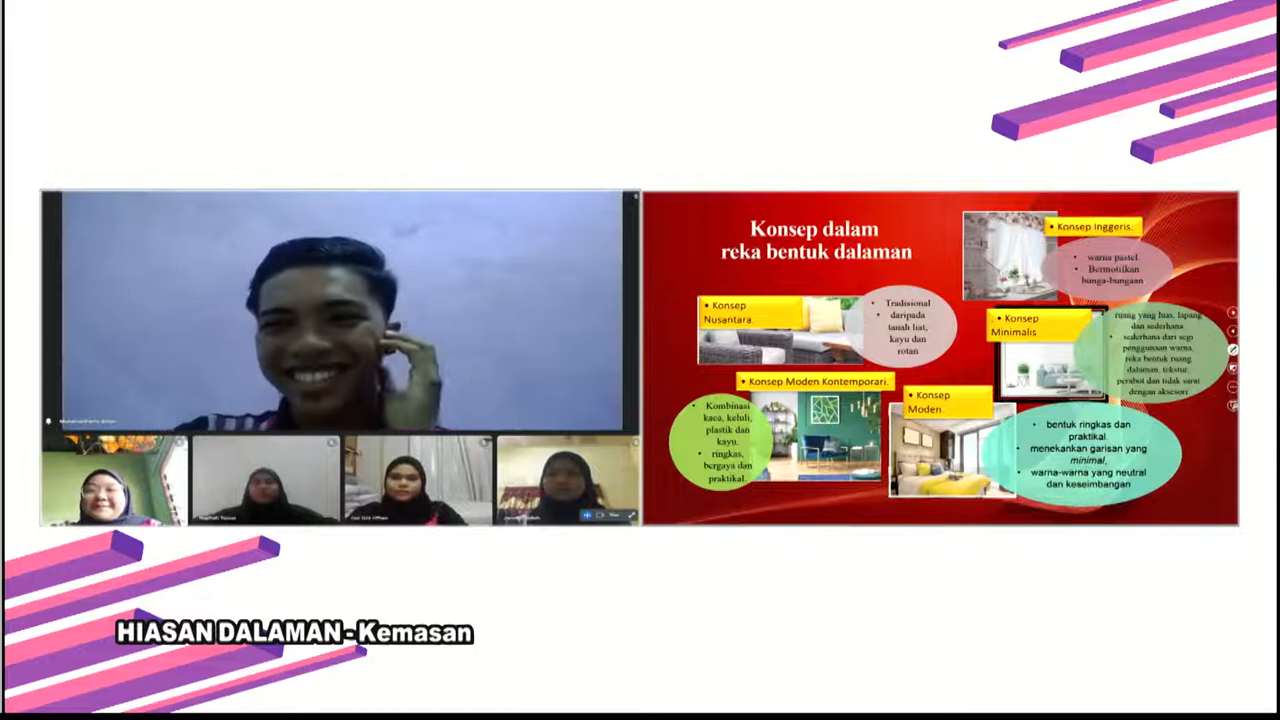 Konsep dalam
reka bentuk dalaman
• Konsep Inggeris.
• warna pastel.
• Bermotifkan
bunga-bungaan
• Konsep
Nusantara.
• Tradisional
• daripada
tanah liat,
kayu dan
rotan
• Konsep
Minimalis
ruang yang luas, lapang
dan sederhana
• sederhana dari segi
penggunaan warna,
reka bentuk ruang
dalaman, tekstur,
perabot dan tidak sarat
dengan aksesori
• Konsep Moden Kontemporari.
• Kombinasi
kaca, keluli,
plastik dan
kayu.
• ringkas,
bergaya dan
praktikal.
• Konsep
Moden.
• bentuk ringkas dan
praktikal.
• menekankan garisan yang
minimal,
• warna-warna yang neutral
dan keseimbangan
HIASAN DALAMAN - Kemasan